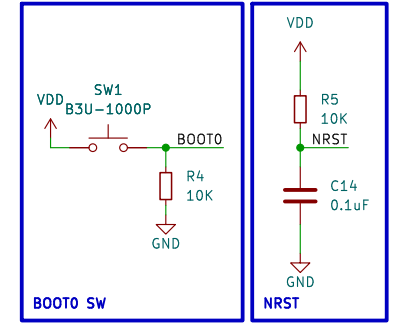 SW1
VDD
B3U-1000P
BOOT0
R4
10K
GND
BOOT0 SW
VDD
R5
10K
NRST
C14
0.1uF
GND
NRST